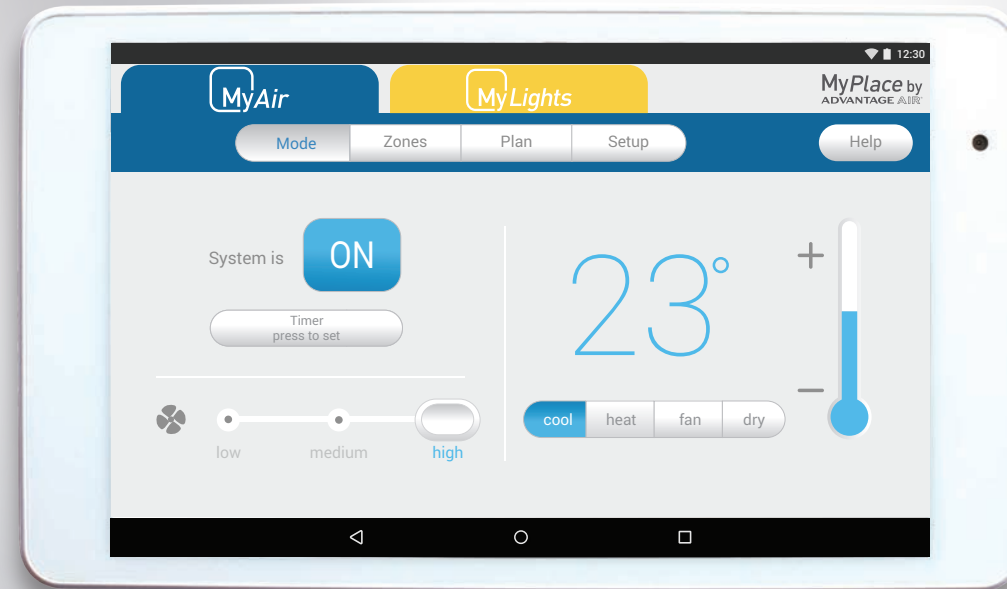 12:30
MyAir
MyLights
MyPlace by
ADVANTAGE AIR
Mode
Zones
Plan
Setup
Help
System is
ON
Timer
press to set
low
medium
high
23°
+
−
cool
heat
fan
dry